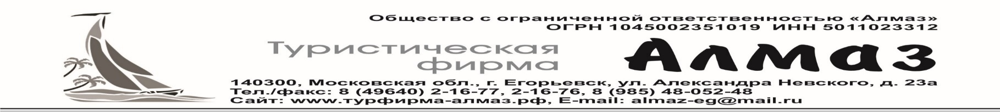 Общество с ограниченной ответственностью «Алмаз»
ОГРН 1045002351019 ИНН 5011023312
Туристическая
фирма
Алмаз
140300, Московская обл., г. Егорьевск, ул. Александра Невского, д. 23а
Тел./факс: 8 (49640) 2-16-77, 2-16-76, 8 (985) 48-052-48
Сайт: www.турфирма-алмаз.рф, E-mail: almaz-eg@mail.ru